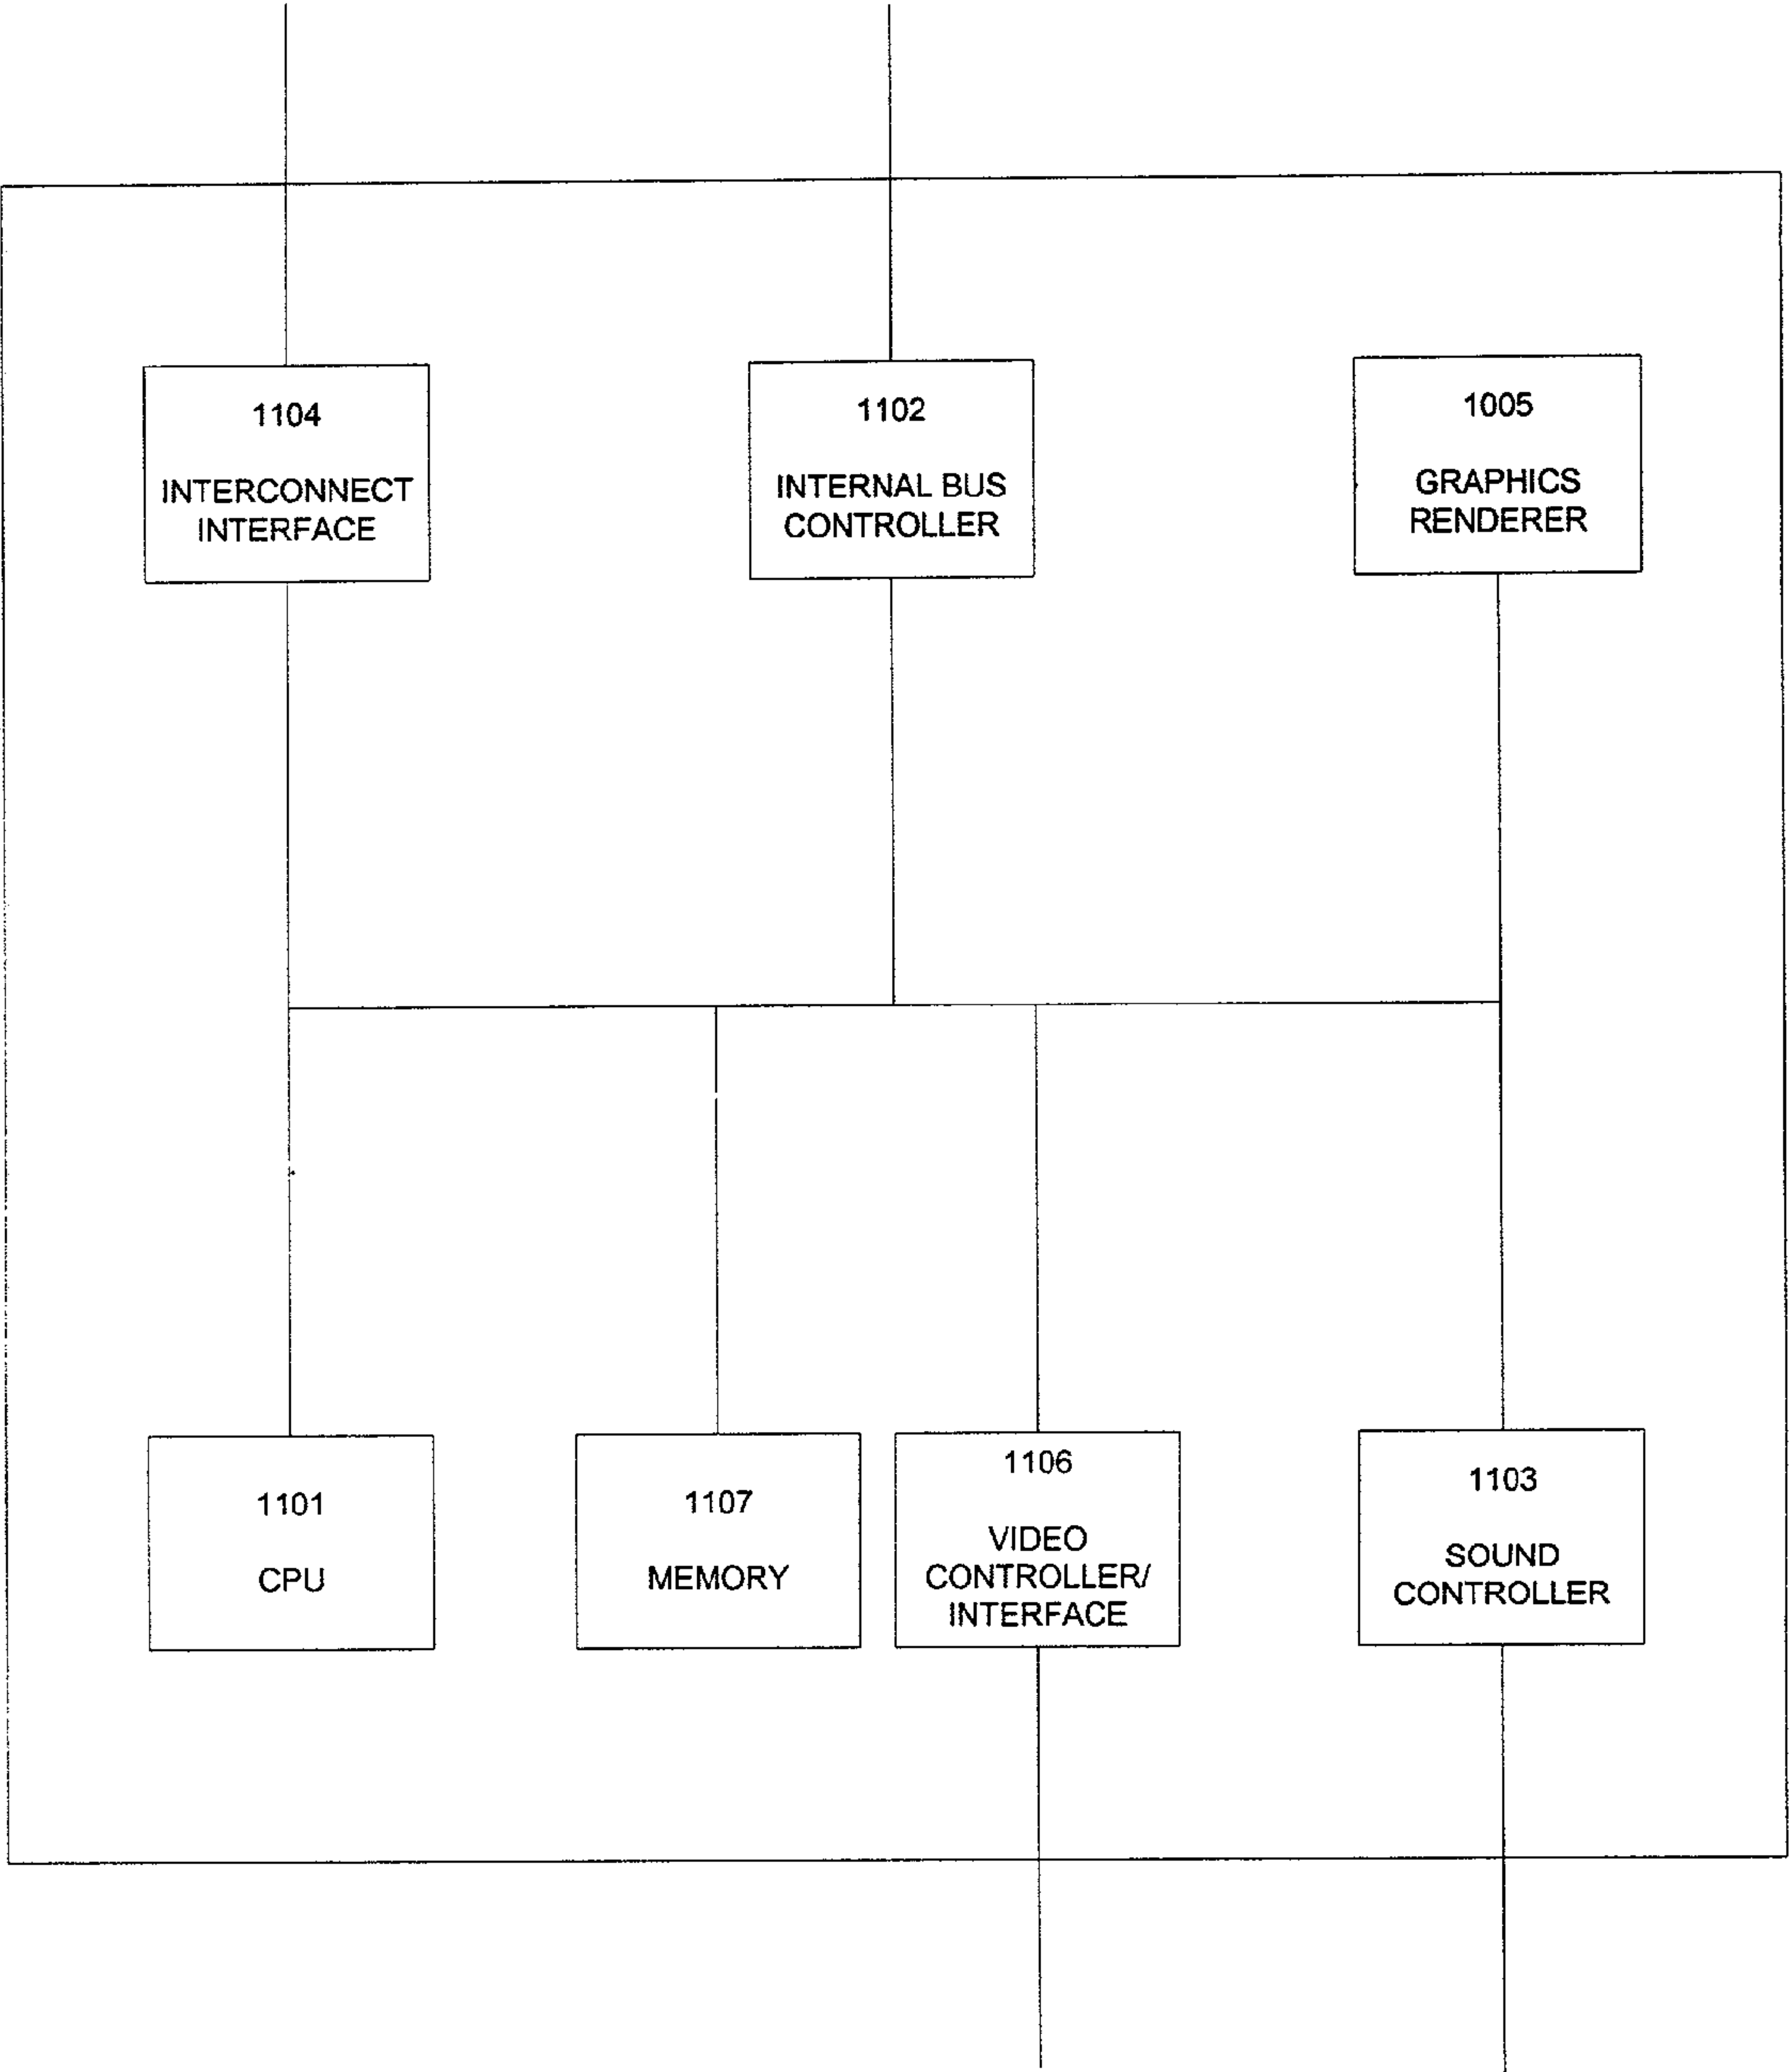 1104
INTERCONNECT
INTERFACE
1102
INTERNAL BUS
CONTROLLER
1005
GRAPHICS
RENDERER
1101
CPU
1107
MEMORY
1106
VIDEO
CONTROLLER/
INTERFACE
1103
SOUND
CONTROLLER